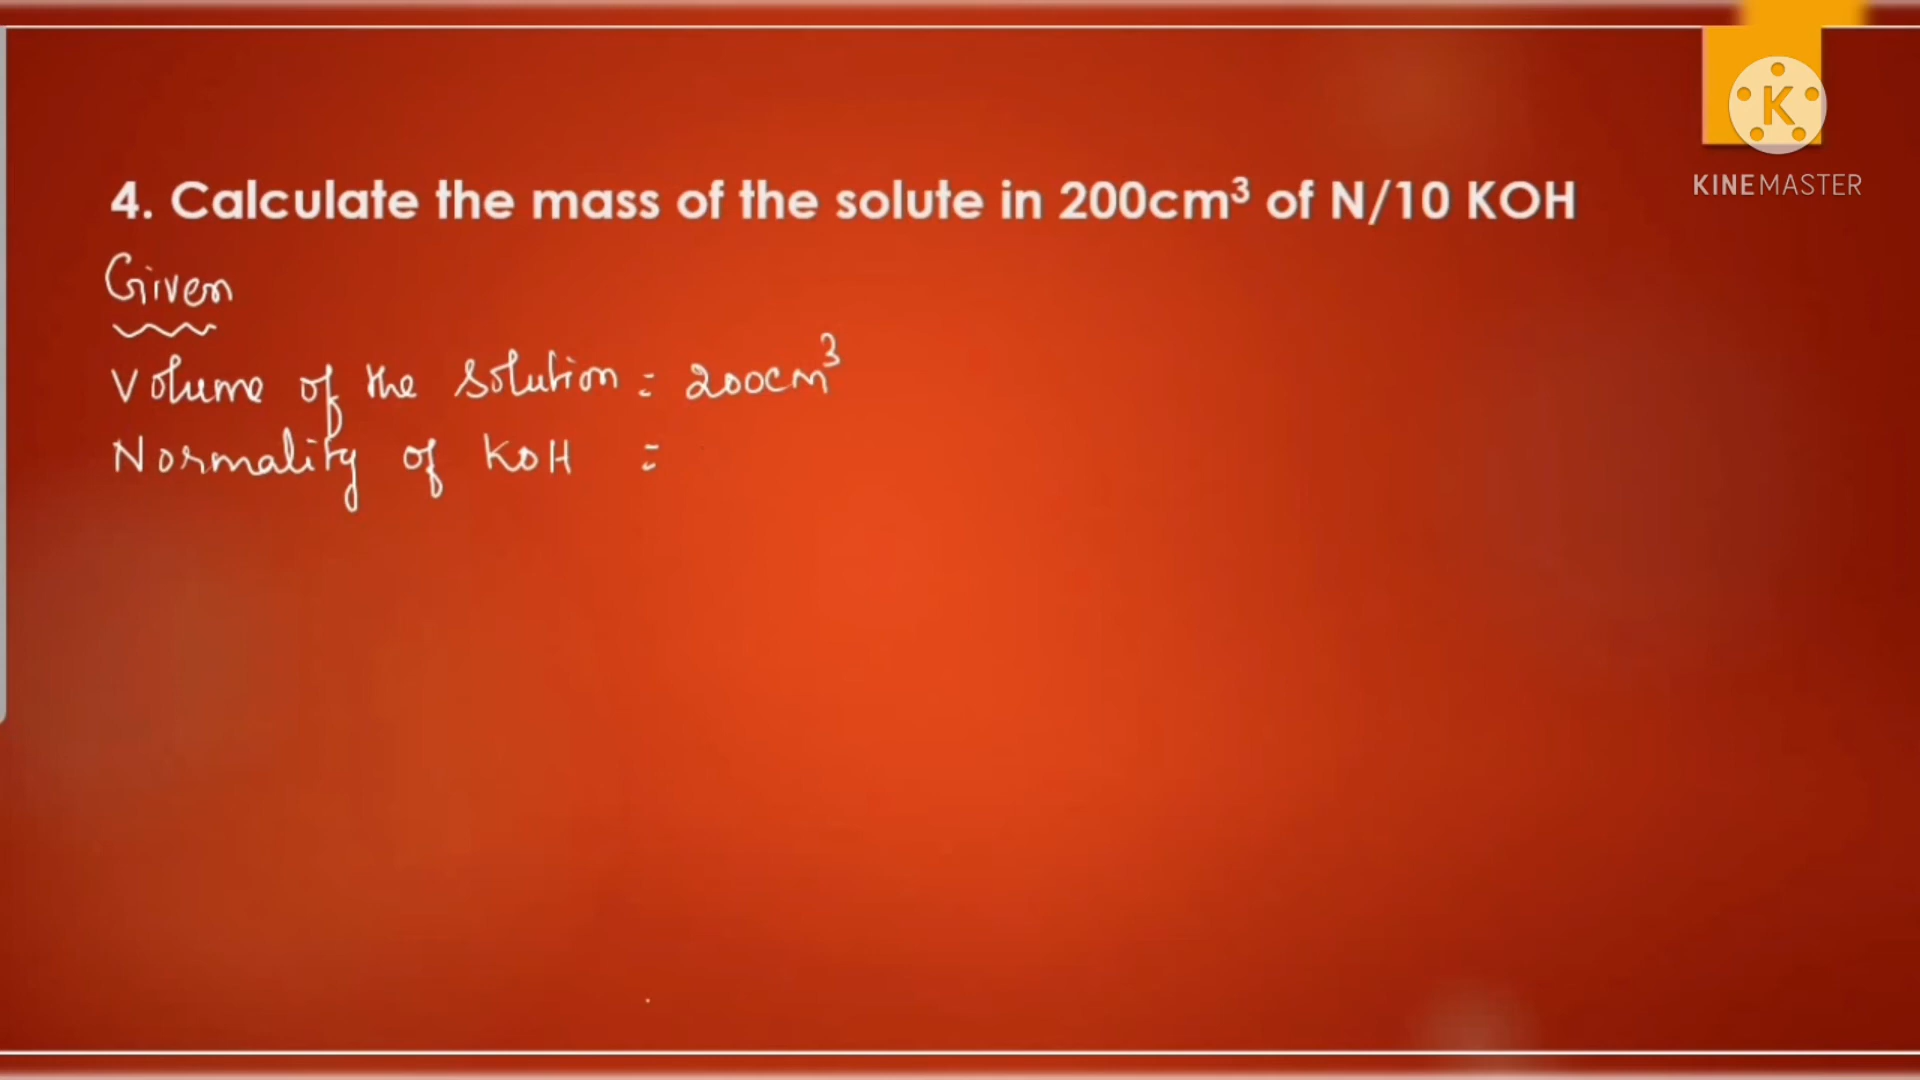 K
KINEMASTER
4. Calculate the mass of the solute in 200cm³ of N/10 KOH
Given
Volume of the solution = 200cm³
Normality of KOH =